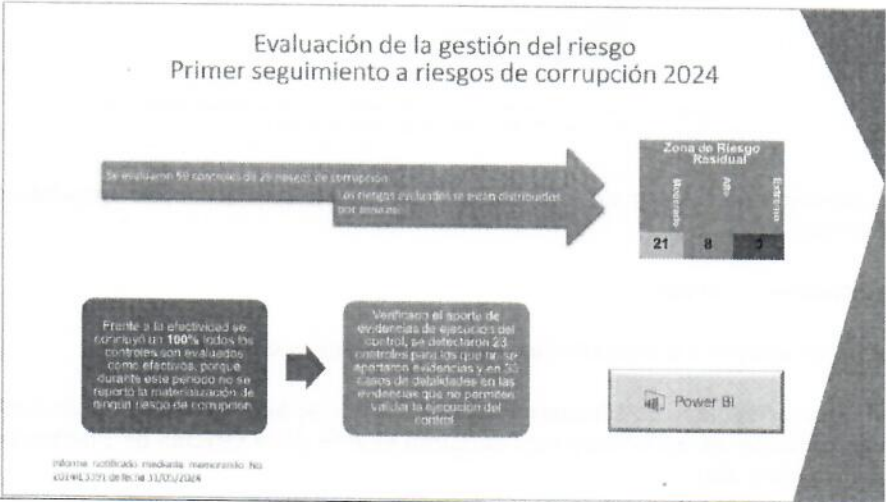 Evaluación de la gestión del riesgo
Primer seguimiento a riesgos de corrupción 2024
Se evaluaron 59 controles de 29 riesgos de corrupción
Los riesgos evaluados se están distribuidos
por
Zona de Riesgo
Residual
Moderado
Alto
Extremo
21 8
Frente a la efectividad se
concluyó un 100% todos los
controles son evaluados
como efectivos, porque
durante este periodo no se
reportó la materialización de
ningún riesgo de corrupción
Verificado el aporte de
evidencias de ejecución del
control, se detectaron 23
controles para los que no se
aportaron evidencias y en
casos de debilidades en las
evidencias que no permiten
validar la ejecución del
control
Power BI
Informe notificado mediante memorando No
de fecha 31/05/2024